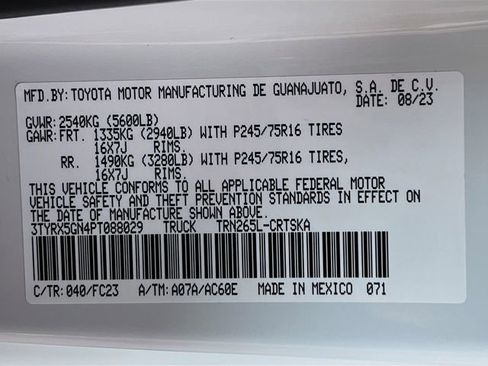 MFD.BY: TOYOTA MOTOR MANUFACTURING DE GUANAJUATO, S.A. DE C.V.
DATE: 08/23
GVWR: 2540KG (5600LB)
GAWR: FRT. 1335KG (2940LB) WITH P245/75R16 TIRES
16X7J RIMS.
RR. 1490KG (3280LB) WITH P245/75R16 TIRES,
16X7J RIMS.
THIS VEHICLE CONFORMS TO ALL APPLICABLE FEDERAL MOTOR
VEHICLE SAFETY AND THEFT PREVENTION STANDARDS IN EFFECT ON
THE DATE OF MANUFACTURE SHOWN ABOVE.
3TYRX5GN4PT088029 TRUCK TRN265L-CRTSKA
C/TR: 040/FC23 A/TM: A07A/AC60E MADE IN MEXICO 071